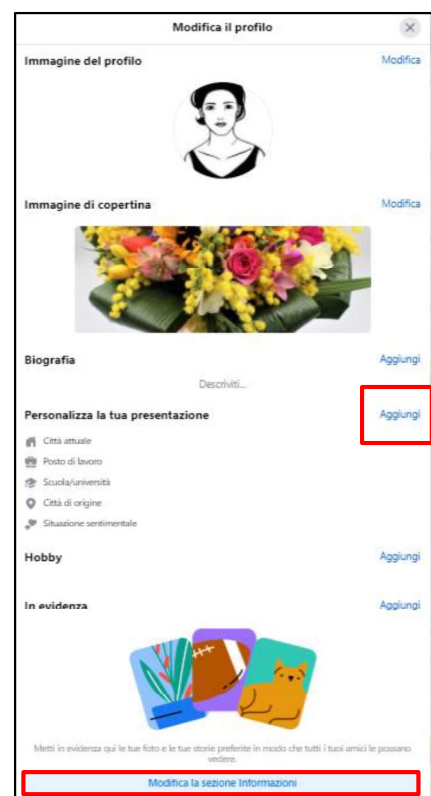 Modifica il profilo
Immagine del profilo Modifica
Immagine di copertina Modifica
Biografia Aggiungi
Descriviti...
Personalizza la tua presentazione Aggiungi
Città attuale
Posto di lavoro
Scuola/università
Città di origine
Situazione sentimentale
Hobby Aggiungi
In evidenza Aggiungi
Metti in evidenza qui le tue foto e le tue storie preferite in modo che tutti i tuoi amici le possano
vedere.
Modifica la sezione Informazioni